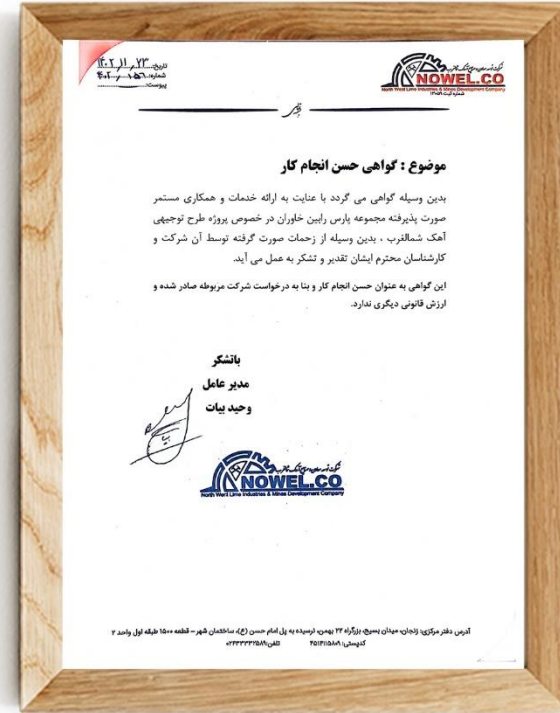 تاریخ: ۱۴۰۲/۱۱/۲۳
شماره:
پیوست:
NOWEL.CO
North West Lime Industries & Mines Development Company
موضوع : گواهی حسن انجام کار
بدین وسیله گواهی می گردد با عنایت به ارائه خدمات و همکاری مستمر
صورت پذیرفته مجموعه پارس رایبن خاوران در خصوص پروژه طرح توجیهی
آهک شمالغرب ، بدین وسیله از زحمات صورت گرفته توسط آن شرکت و
کارشناسان محترم ایشان تقدیر و تشکر به عمل می آید.
این گواهی به عنوان حسن انجام کار و بنا به درخواست شرکت مربوطه صادر شده و
ارزش قانونی دیگری ندارد.
باتشکر
مدیر عامل
وحید بیات
NOWEL.CO
North West Lime Industries & Mines Development Company
آدرس دفتر مرکزی: زنجان، میدان بسیج، بزرگراه ۲۲ بهمن، نرسیده به پل امام حسن (ع)، ساختمان شهر – قطعه ۱۵۰۰ طبقه اول واحد ۲
کدپستی: ۴۵۱۴۱۱۵۸۰۹ تلفن: ۰۲۴۳۳۳۳۲۵۸۹